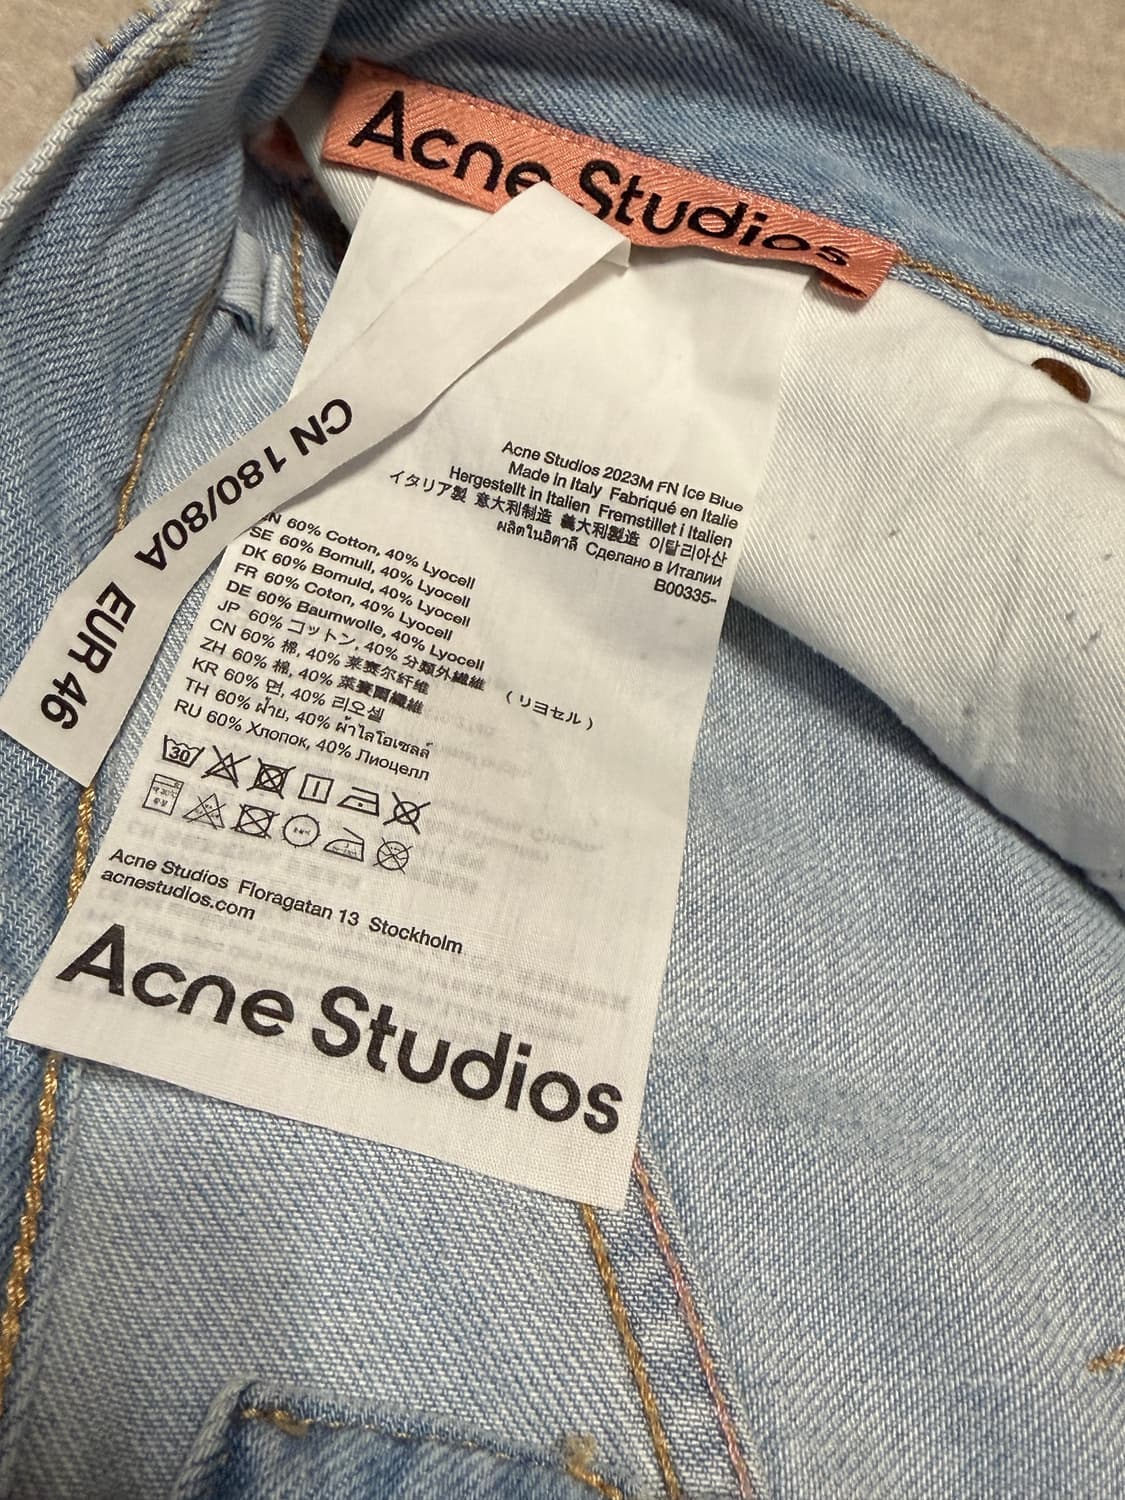 Acne Studios
CN 180/80A EUR 46
Acne Studios 2023M FN Ice Blue
Made in Italy Fabriqué en Italie
Hergestellt in Italien Fremstillet i Italien
イタリア製 意大利制造 義大利製造 이탈리아산
ผลิตในอิตาลี Сделано в Италии
B00335-
EN 60% Cotton, 40% Lyocell
SE 60% Bomull, 40% Lyocell
DK 60% Bomuld, 40% Lyocell
FR 60% Coton, 40% Lyocell
DE 60% Baumwolle, 40% Lyocell
JP 60% コットン, 40% 分類外繊維 (リヨセル)
CN 60% 棉, 40% 莱赛尔纤维
ZH 60% 棉, 40% 萊賽爾纖維
KR 60% 면, 40% 리오셀
TH 60% ฝ้าย, 40% ผ้าไลโอเซลล์
RU 60% Хлопок, 40% Лиоцелл
30
Acne Studios Floragatan 13 Stockholm
acnestudios.com
Acne Studios